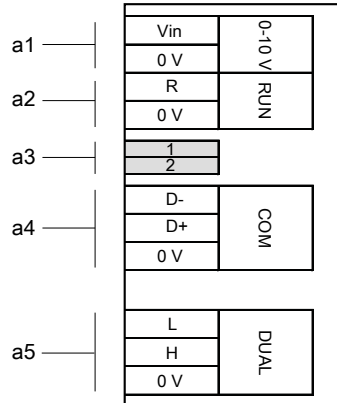 a1
Vin
0 V
0-10 V
a2
R
0 V
RUN
a3
1
2
a4
D-
D+
0 V
COM
a5
L
H
0 V
DUAL